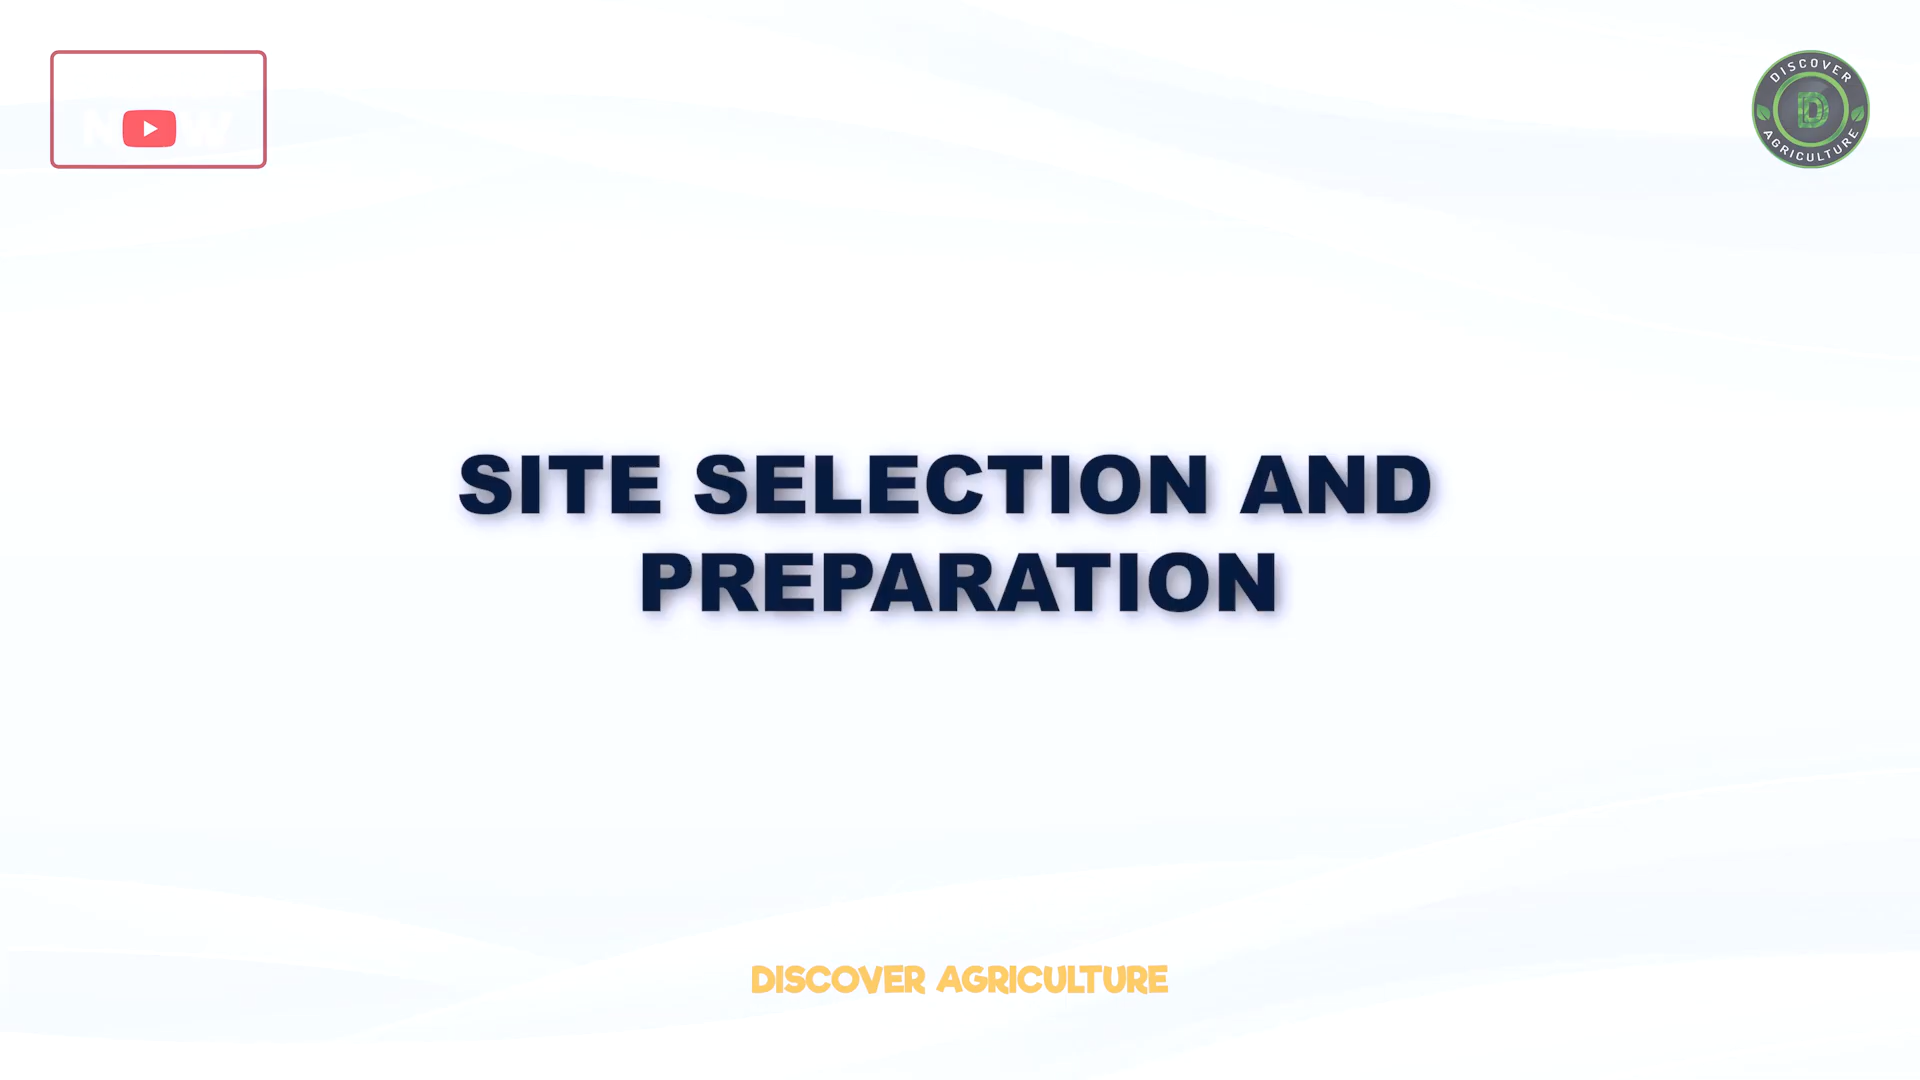 DISCOVER
D
AGRICULTURE
SITE SELECTION AND
PREPARATION
DISCOVER AGRICULTURE